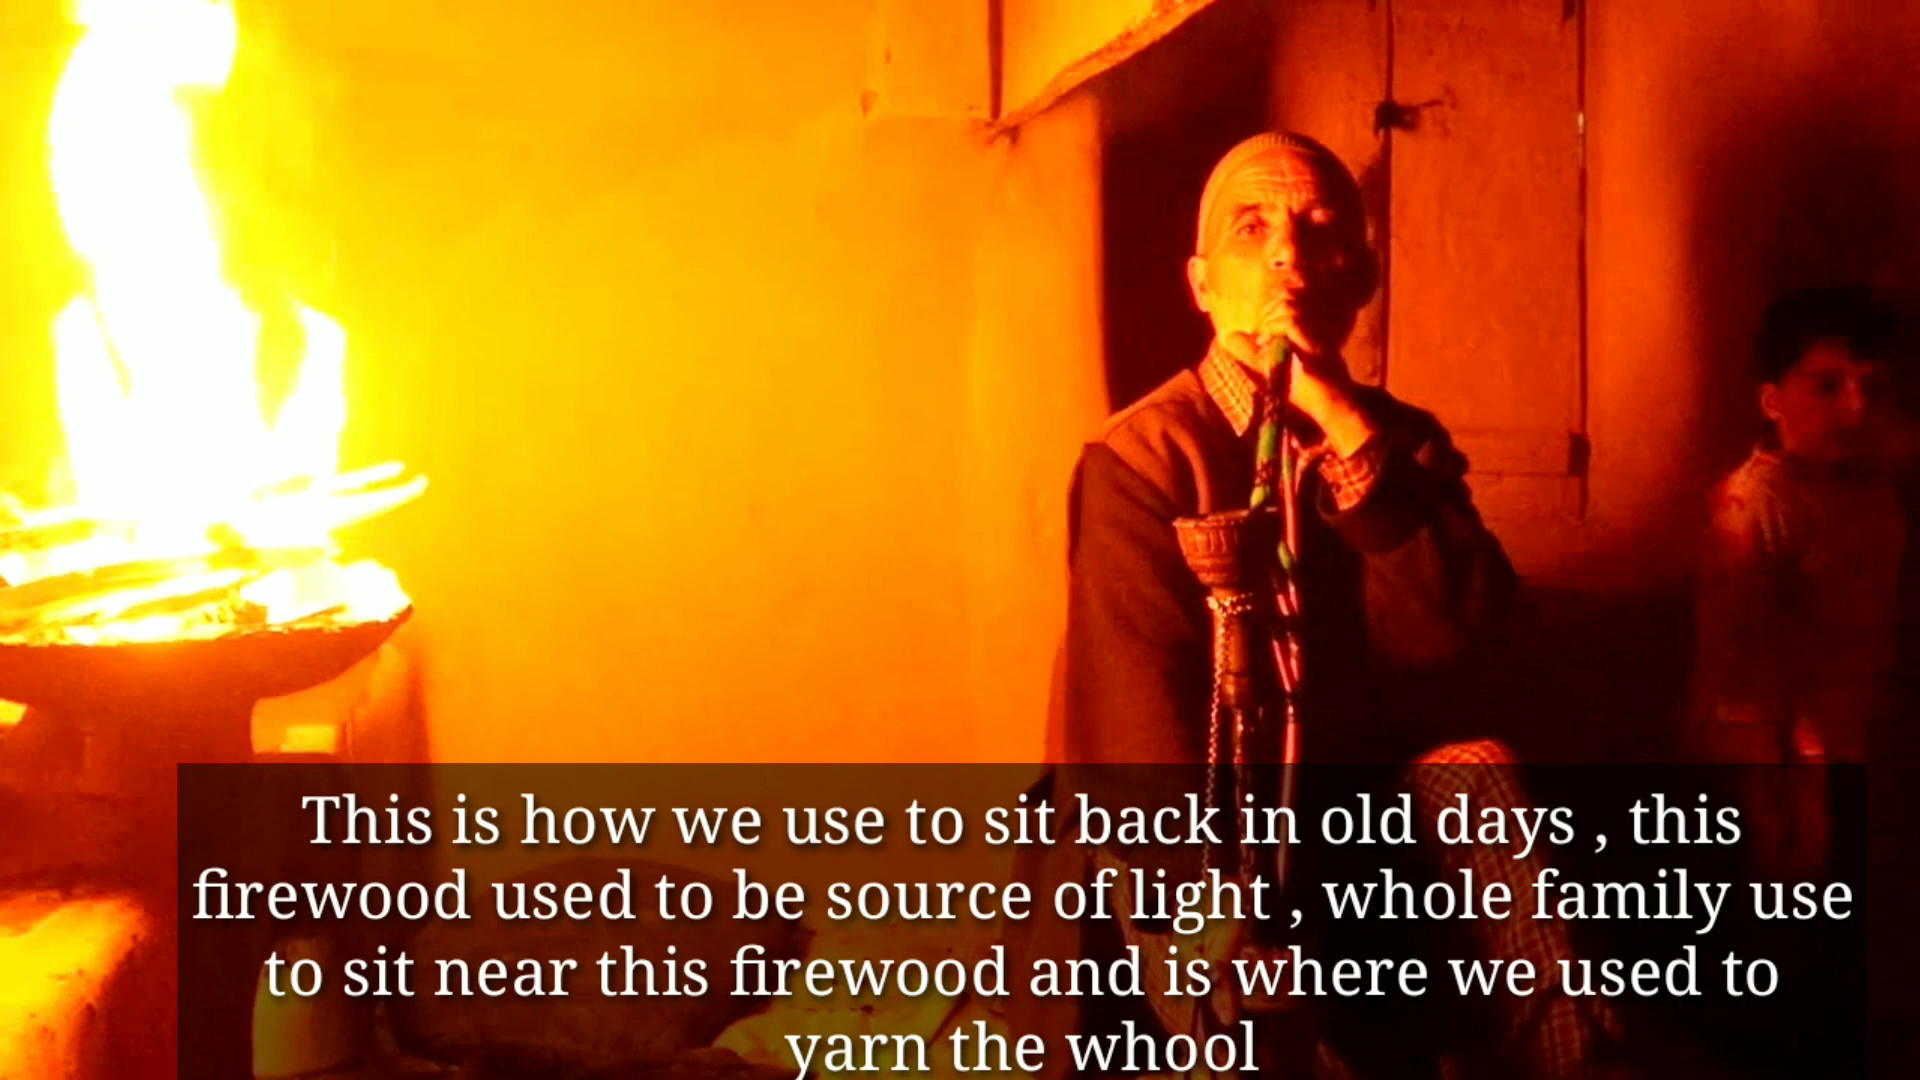 This is how we use to sit back in old days , this
firewood used to be source of light , whole family use
to sit near this firewood and is where we used to
yarn the whool